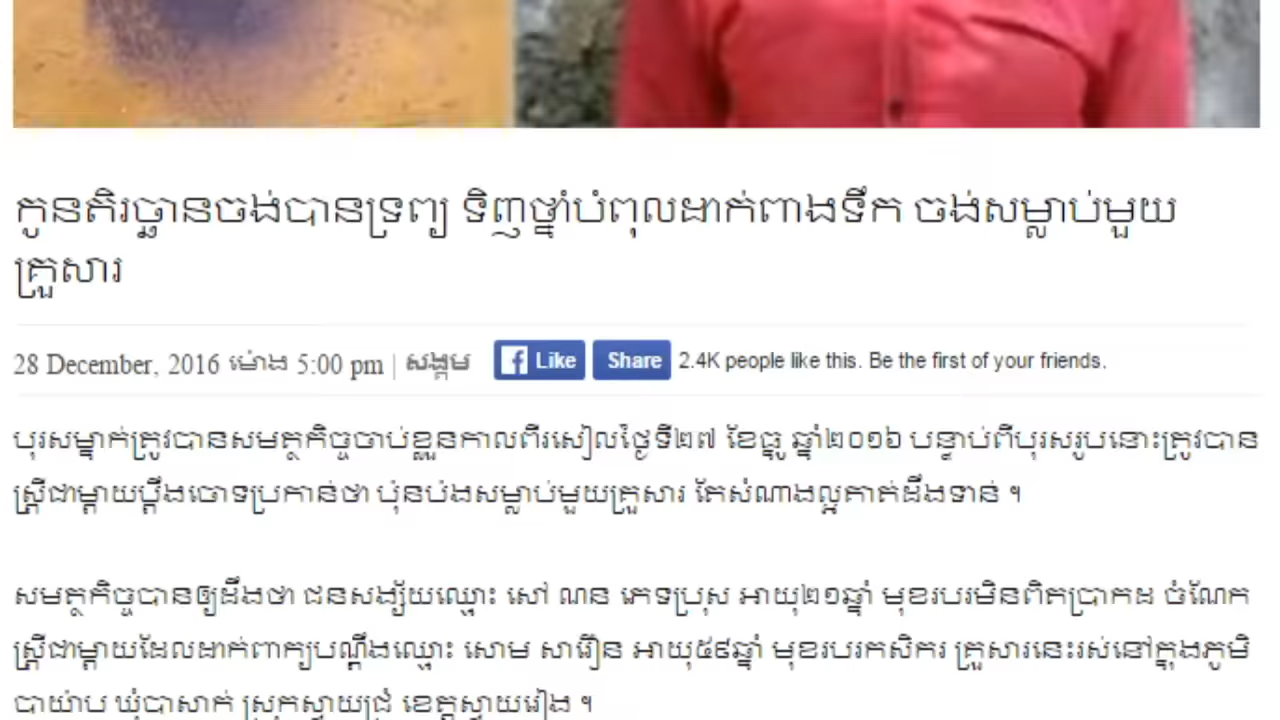 កូនតិរច្ឆានចង់បានទ្រព្យ ទិញថ្នាំបំពុលដាក់ពាងទឹក ចង់សម្លាប់មួយ
គ្រួសារ
28 December, 2016 ម៉ោង 5:00 pm | សង្គម Like Share 2.4K people like this. Be the first of your friends.
បុរសម្នាក់ត្រូវបានសមត្ថកិច្ចចាប់ខ្លួនកាលពីរសៀលថ្ងៃទី២៧ ខែធ្នូ ឆ្នាំ២០១៦ បន្ទាប់ពីបុរសរូបនោះត្រូវបាន
ស្រ្តីជាម្តាយប្តឹងចោទប្រកាន់ថា ប៉ុនប៉ងសម្លាប់មួយគ្រួសារ តែសំណាងល្អគាត់ដឹងទាន់ ។
សមត្ថកិច្ចបានឲ្យដឹងថា ជនសង្ស័យឈ្មោះ សៅ ណន ភេទប្រុស អាយុ២១ឆ្នាំ មុខរបរមិនពិតប្រាកដ ចំណែក
ស្រ្តីជាម្តាយដែលដាក់ពាក្យបណ្តឹងឈ្មោះ សោម សារឿន អាយុ៥៩ឆ្នាំ មុខរបរកសិករ គ្រួសារនេះរស់នៅក្នុងភូមិ
បាយ៉ាប ឃុំបាសាក់ ស្រុកស្វាយជ្រំ ខេត្តស្វាយរៀង ។